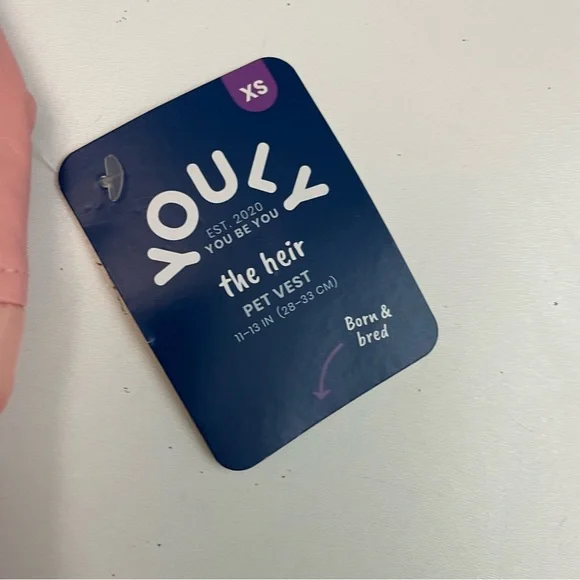 XS
YOULY
EST. 2020
YOU BE YOU
the heir
PET VEST
11–13 IN (28–33 CM)
Born &
bred